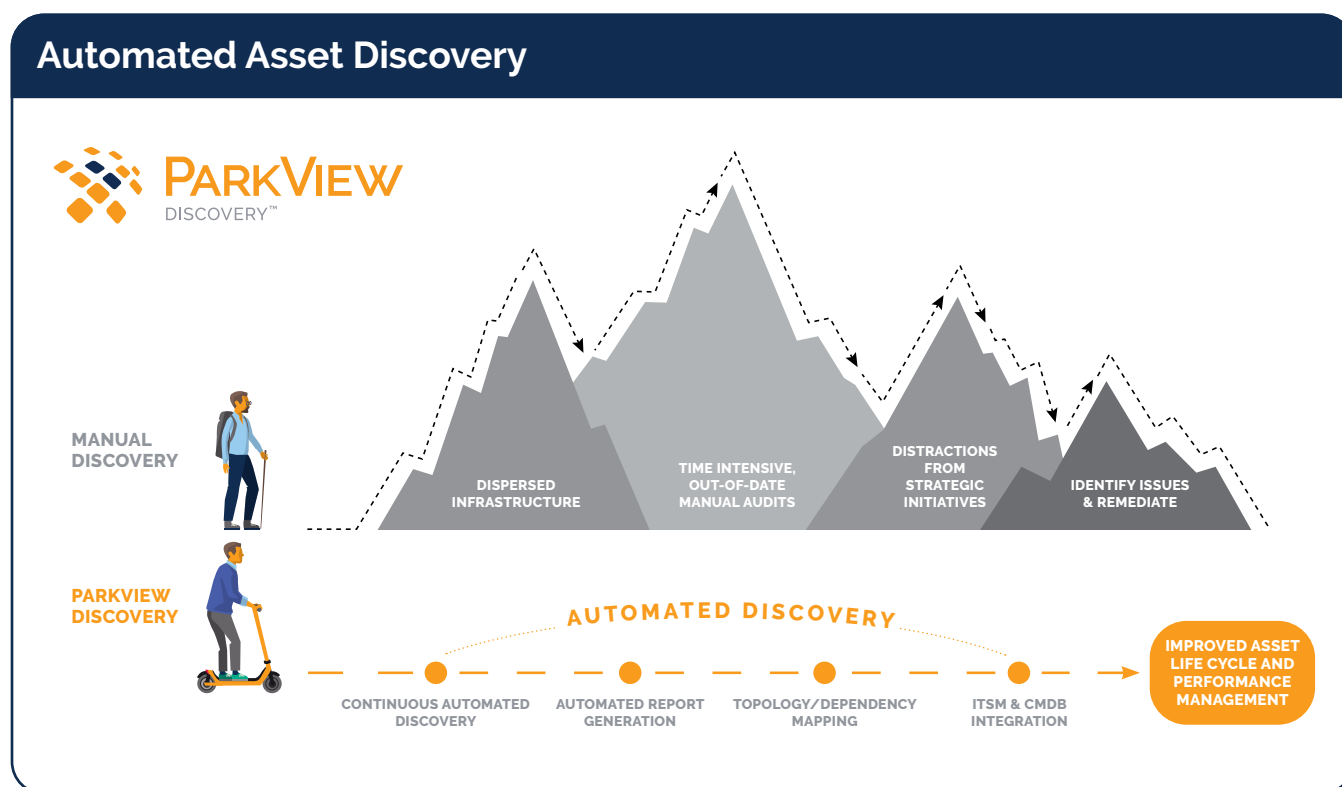 Automated Asset Discovery
PARKVIEW
DISCOVERY™
MANUAL
DISCOVERY
DISPERSED
INFRASTRUCTURE
TIME INTENSIVE,
OUT-OF-DATE
MANUAL AUDITS
DISTRACTIONS
FROM
STRATEGIC
INITIATIVES
IDENTIFY ISSUES
& REMEDIATE
PARKVIEW
DISCOVERY
AUTOMATED DISCOVERY
CONTINUOUS AUTOMATED
DISCOVERY
AUTOMATED REPORT
GENERATION
TOPOLOGY/DEPENDENCY
MAPPING
ITSM & CMDB
INTEGRATION
IMPROVED ASSET
LIFE CYCLE AND
PERFORMANCE
MANAGEMENT